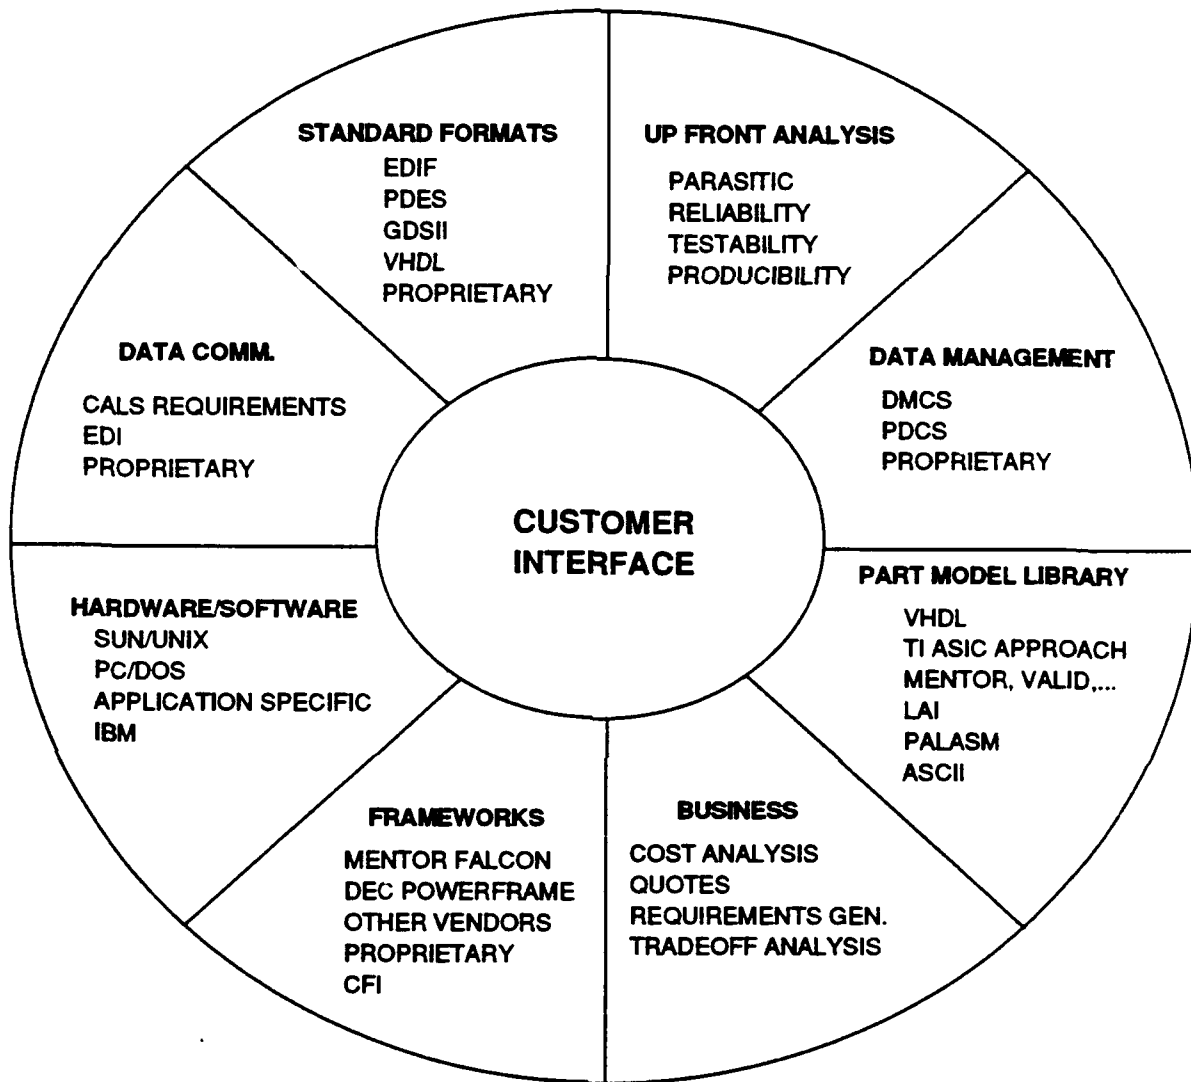 STANDARD FORMATS
EDIF
PDES
GDSII
VHDL
PROPRIETARY
UP FRONT ANALYSIS
PARASITIC
RELIABILITY
TESTABILITY
PRODUCIBILITY
DATA COMM.
CALS REQUIREMENTS
EDI
PROPRIETARY
DATA MANAGEMENT
DMCS
PDCS
PROPRIETARY
CUSTOMER
INTERFACE
HARDWARE/SOFTWARE
SUN/UNIX
PC/DOS
APPLICATION SPECIFIC
IBM
PART MODEL LIBRARY
VHDL
TI ASIC APPROACH
MENTOR, VALID,...
LAI
PALASM
ASCII
FRAMEWORKS
MENTOR FALCON
DEC POWERFRAME
OTHER VENDORS
PROPRIETARY
CFI
BUSINESS
COST ANALYSIS
QUOTES
REQUIREMENTS GEN.
TRADEOFF ANALYSIS